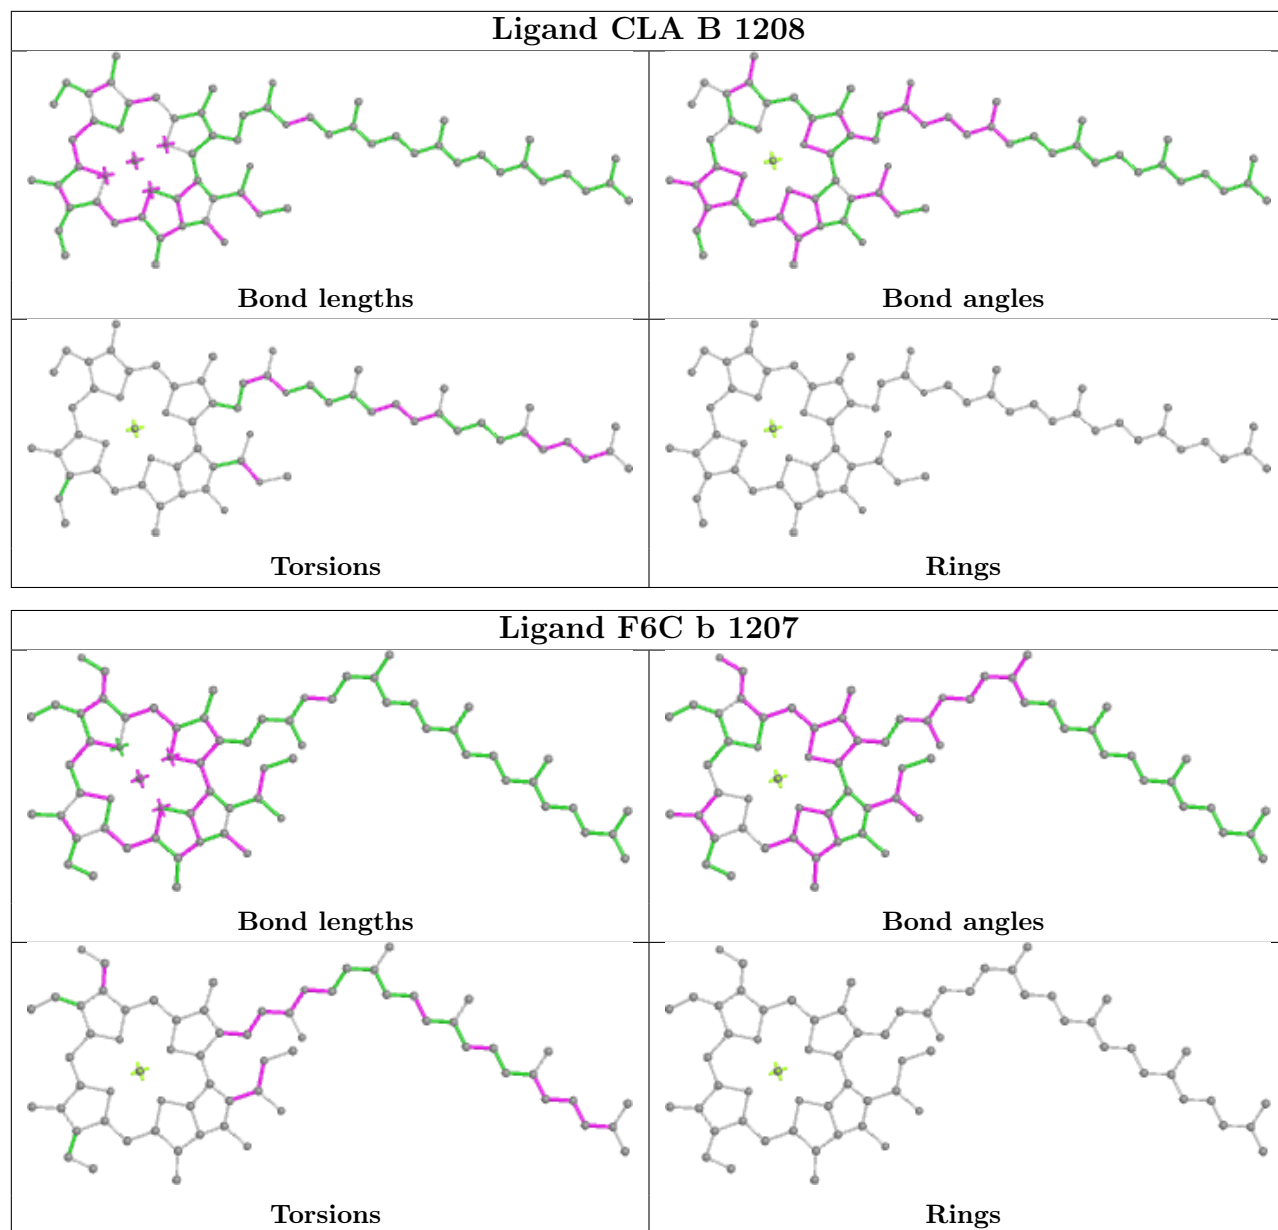 Ligand CLA B 1208
Bond lengths
Bond angles
Torsions
Rings
Ligand F6C b 1207
Bond lengths
Bond angles
Torsions
Rings